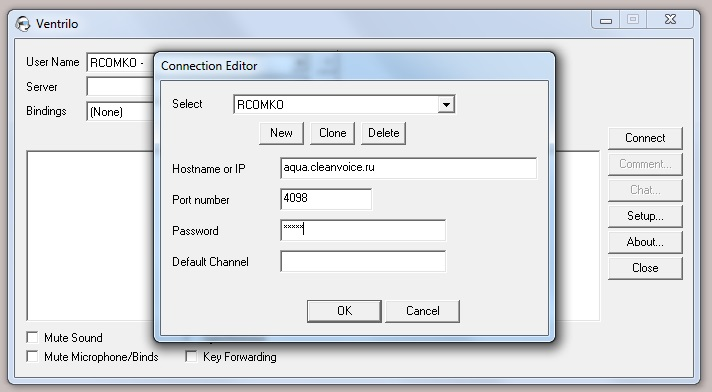 Ventrilo
User Name RCOMKO -
Server
Bindings (None)
Connection Editor
Select RCOMKO
New Clone Delete
Hostname or IP aqua.cleanvoice.ru
Port number 4098
Password xxxxx
Default Channel
OK Cancel
Connect
Comment...
Chat...
Setup...
About...
Close
Mute Sound
Mute Microphone/Binds Key Forwarding